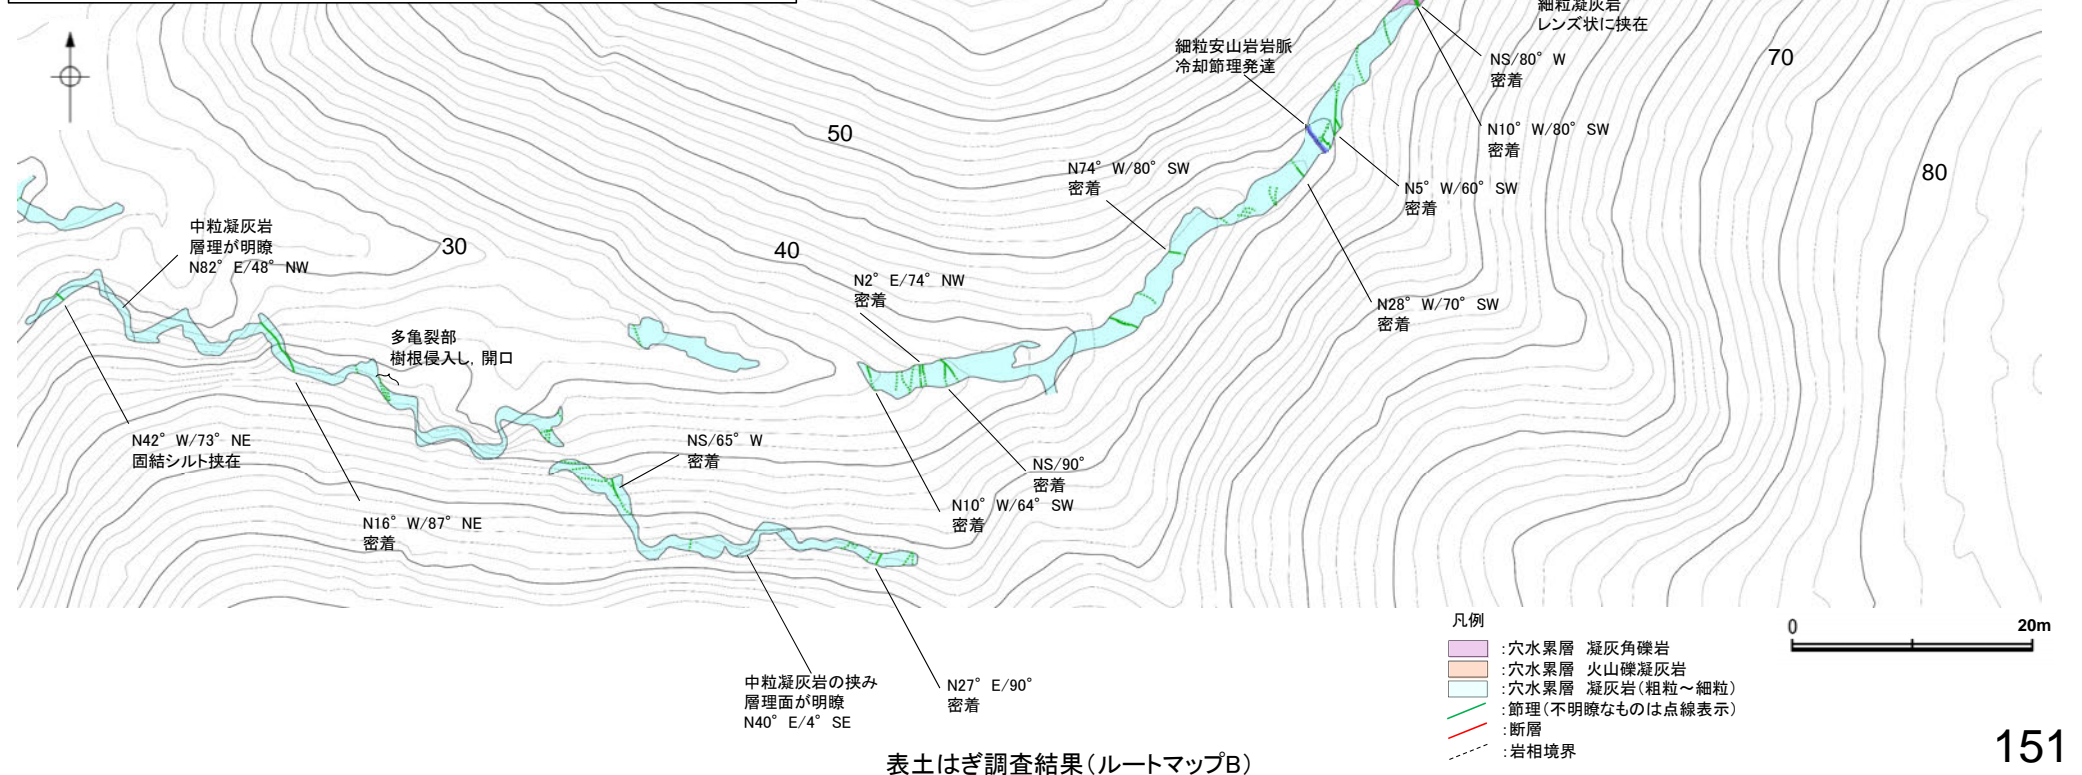 細粒凝灰岩
レンズ状に挟在
細粒安山岩岩脈
冷却節理発達
NS/80° W
密着
70
50
N10° W/80° SW
密着
N74° W/80° SW
密着
N5° W/60° SW
密着
80
中粒凝灰岩
層理が明瞭
N82° E/48° NW
30
40
N2° E/74° NW
密着
N28° W/70° SW
密着
多亀裂部
樹根侵入し，開口
N42° W/73° NE
固結シルト挟在
NS/65° W
密着
NS/90°
密着
N10° W/64° SW
密着
N16° W/87° NE
密着
中粒凝灰岩の挟み
層理面が明瞭
N40° E/4° SE
N27° E/90°
密着
凡例
：穴水累層 凝灰角礫岩
：穴水累層 火山礫凝灰岩
：穴水累層 凝灰岩（粗粒～細粒）
：節理（不明瞭なものは点線表示）
：断層
：岩相境界
0 20m
表土はぎ調査結果（ルートマップB）
151